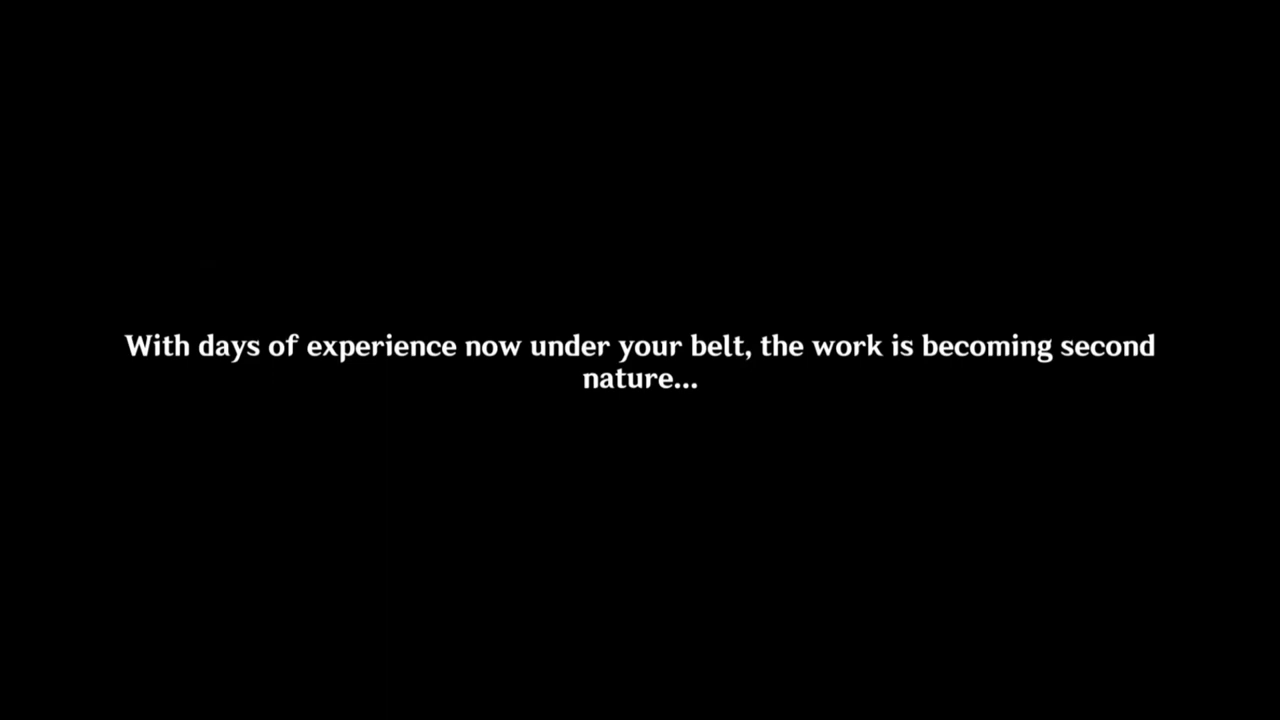 With days of experience now under your belt, the work is becoming second
nature...